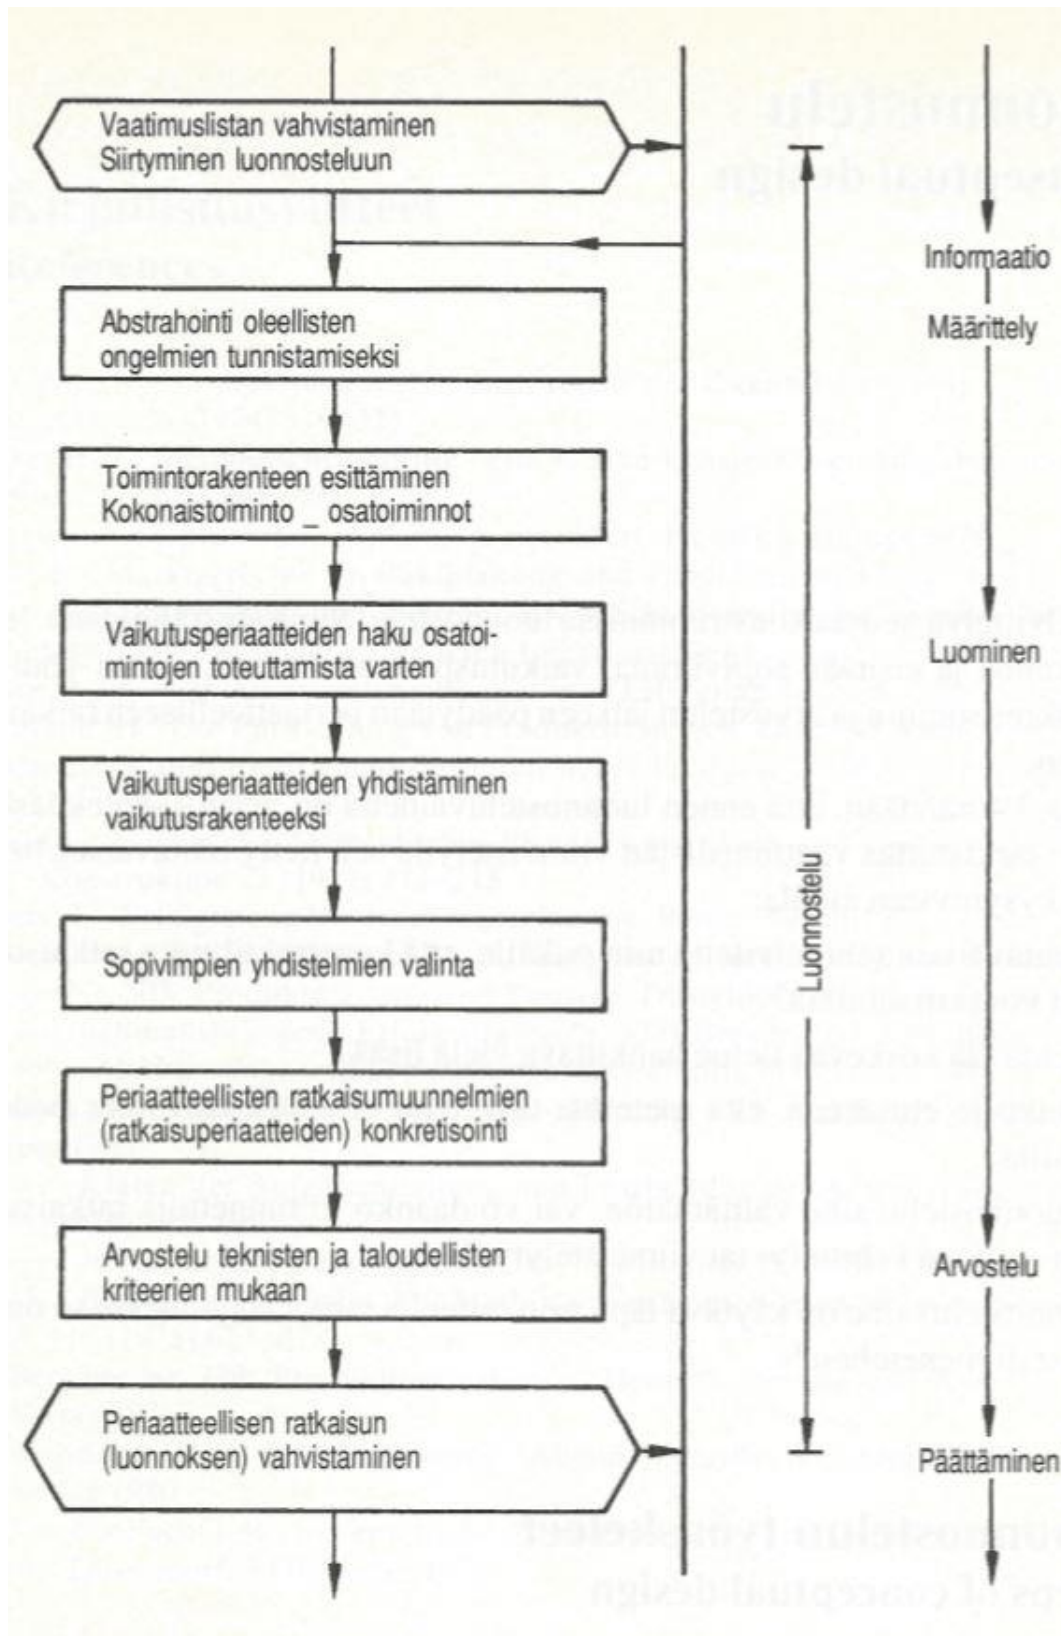 Vaatimuslistan vahvistaminen
Siirtyminen luonnosteluun
Abstrahointi oleellisten
ongelmien tunnistamiseksi
Toimintorakenteen esittäminen
Kokonaistoiminto _ osatoiminnot
Vaikutusperiaatteiden haku osatoi-
mintojen toteuttamista varten
Vaikutusperiaatteiden yhdistäminen
vaikutusrakenteeksi
Sopivimpien yhdistelmien valinta
Periaatteellisten ratkaisumuunnelmien
(ratkaisuperiaatteiden) konkretisointi
Arvostelu teknisten ja taloudellisten
kriteerien mukaan
Periaatteellisen ratkaisun
(luonnoksen) vahvistaminen
Luonnostelu
Informaatio
Määrittely
Luominen
Arvostelu
Päättäminen